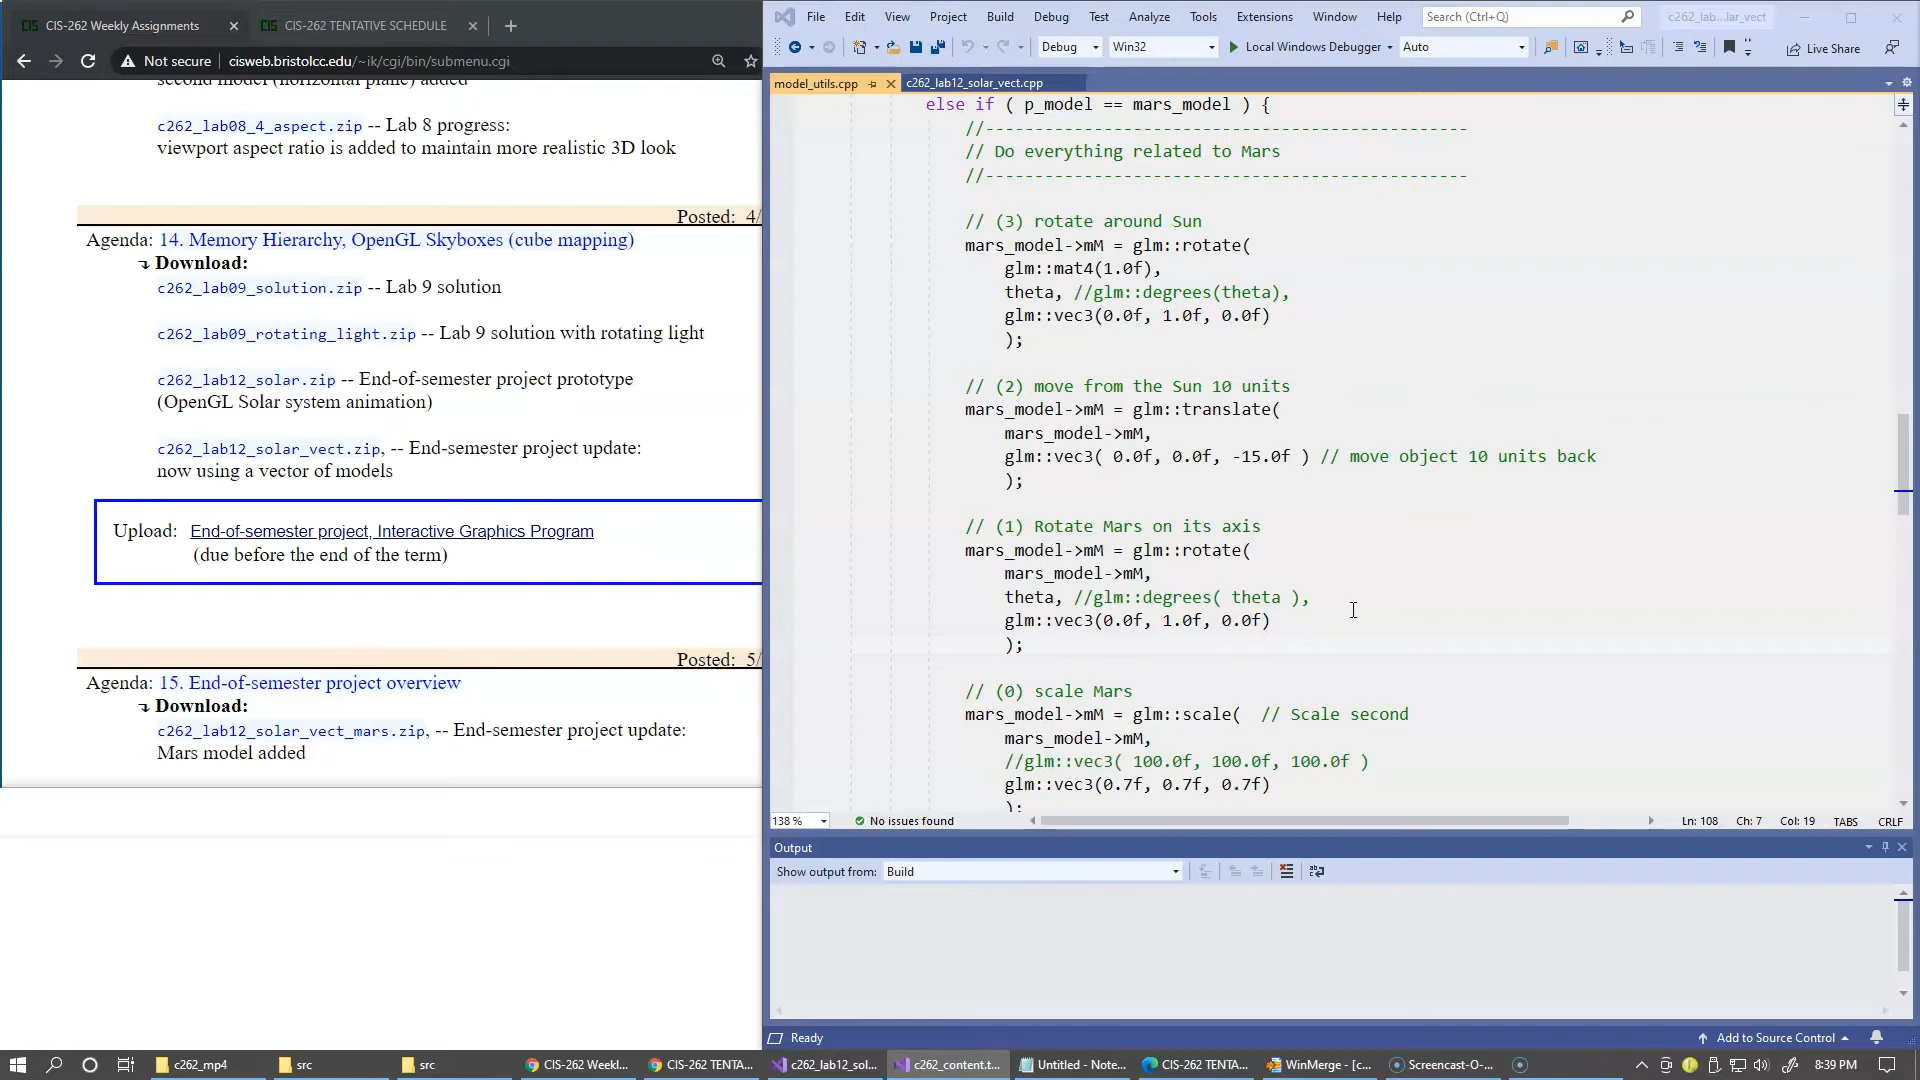 CIS-262 Weekly Assignments
CIS-262 TENTATIVE SCHEDULE
Not secure
cisweb.bristolcc.edu/~ik/cgi/bin/submenu.cgi
second model (horizontal plane) added
c262_lab08_4_aspect.zip -- Lab 8 progress:
viewport aspect ratio is added to maintain more realistic 3D look
Posted: 4/
Agenda: 14. Memory Hierarchy, OpenGL Skyboxes (cube mapping)
Download:
c262_lab09_solution.zip -- Lab 9 solution
c262_lab09_rotating_light.zip -- Lab 9 solution with rotating light
c262_lab12_solar.zip -- End-of-semester project prototype
(OpenGL Solar system animation)
c262_lab12_solar_vect.zip, -- End-semester project update:
now using a vector of models
Upload: End-of-semester project, Interactive Graphics Program
(due before the end of the term)
Posted: 5/
Agenda: 15. End-of-semester project overview
Download:
c262_lab12_solar_vect_mars.zip, -- End-semester project update:
Mars model added
File Edit View Project Build Debug Test Analyze Tools Extensions Window Help Search (Ctrl+Q) c262_lab...lar_vect
Debug Win32 Local Windows Debugger Auto Live Share
model_utils.cpp c262_lab12_solar_vect.cpp
else if ( p_model == mars_model ) {
//-------------------------------------------------
// Do everything related to Mars
//-------------------------------------------------
// (3) rotate around Sun
mars_model->mM = glm::rotate(
glm::mat4(1.0f),
theta, //glm::degrees(theta),
glm::vec3(0.0f, 1.0f, 0.0f)
);
// (2) move from the Sun 10 units
mars_model->mM = glm::translate(
mars_model->mM,
glm::vec3( 0.0f, 0.0f, -15.0f ) // move object 10 units back
);
// (1) Rotate Mars on its axis
mars_model->mM = glm::rotate(
mars_model->mM,
theta, //glm::degrees( theta ),
glm::vec3(0.0f, 1.0f, 0.0f)
);
// (0) scale Mars
mars_model->mM = glm::scale( // Scale second
mars_model->mM,
//glm::vec3( 100.0f, 100.0f, 100.0f )
glm::vec3(0.7f, 0.7f, 0.7f)
);
138 % No issues found Ln: 108 Ch: 7 Col: 19 TABS CRLF
Output
Show output from: Build
Ready Add to Source Control
c262_mp4 src src CIS-262 Weekl... CIS-262 TENTA... c262_lab12_sol... c262_content.t... Untitled - Note... CIS-262 TENTA... WinMerge - [c... Screencast-O-... 8:39 PM